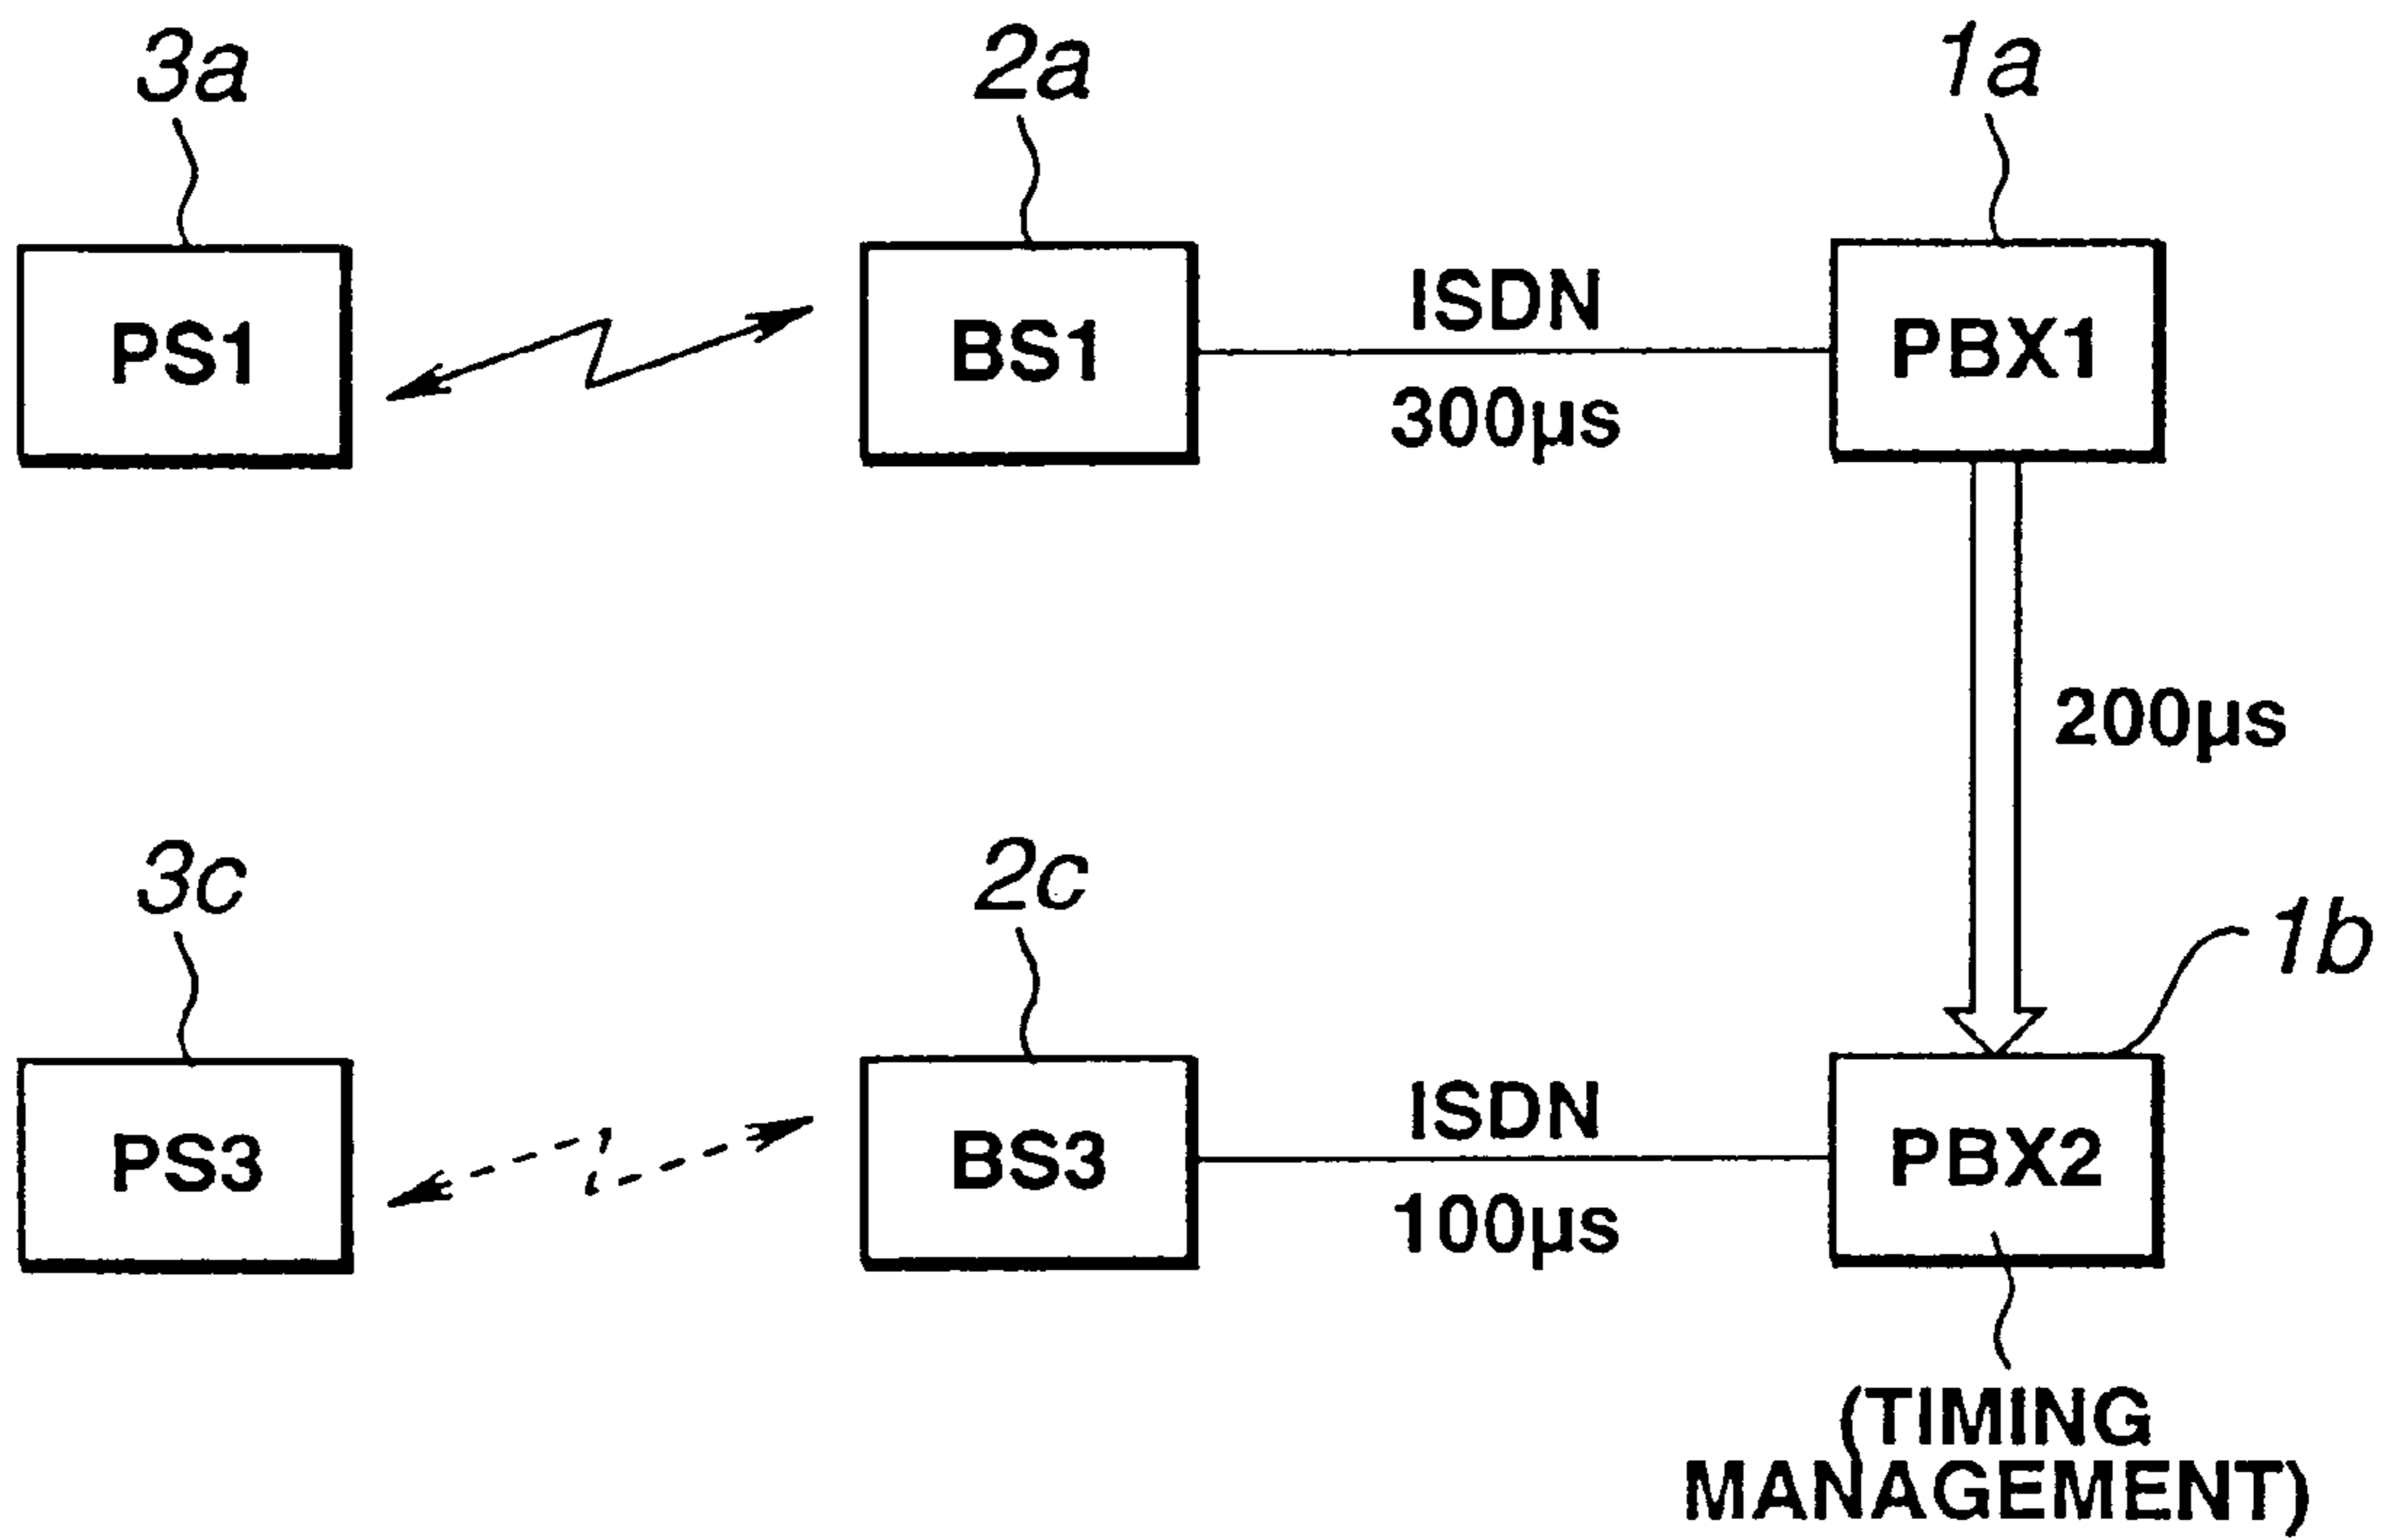 3a
2a
1a
PS1
BS1
ISDN
300µs
PBX1
200µs
3c
2c
1b
PS3
BS3
ISDN
100µs
PBX2
(TIMING
MANAGEMENT)